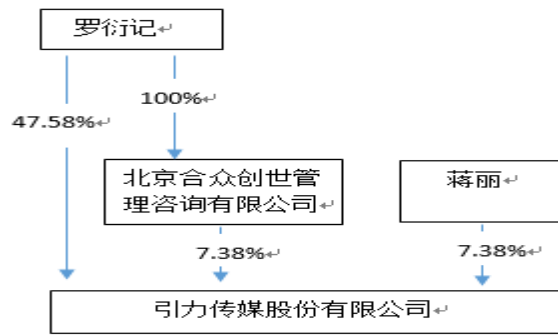 罗衍记↵
100%↵
47.58%↵
北京合众创世管
理咨询有限公司↵
蒋丽↵
7.38%↵
7.38%↵
引力传媒股份有限公司↵